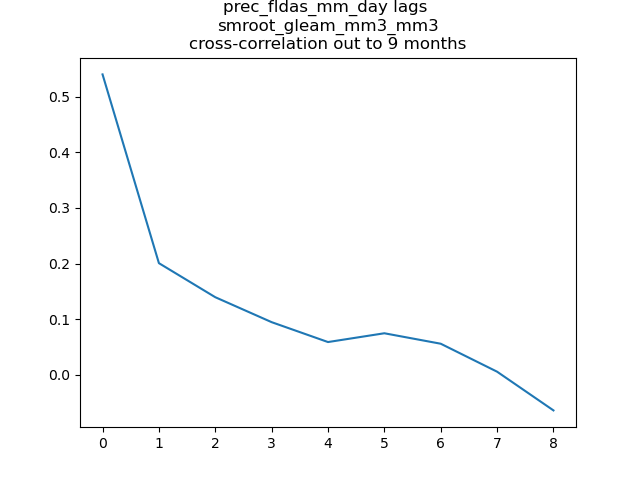 prec_fldas_mm_day lags
smroot_gleam_mm3_mm3
cross-correlation out to 9 months
0.5
0.4
0.3
0.2
0.1
0.0
0 1 2 3 4 5 6 7 8